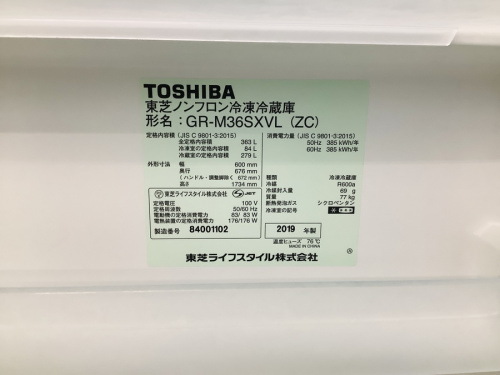 TOSHIBA
東芝ノンフロン冷凍冷蔵庫
形名：GR-M36SXVL (ZC)
定格内容積 (JIS C 9801-3:2015)
全定格内容積 363 L
冷凍室の定格内容積 84 L
冷蔵室の定格内容積 279 L
外形寸法 幅 600 mm
奥行 676 mm
(ハンドル・調整脚除く 672 mm)
高さ 1734 mm
東芝ライフスタイル株式会社 JET
定格電圧 100 V
定格周波数 50/60 Hz
電動機の定格消費電力 83/ 83 W
電熱装置の定格消費電力 176/176 W
製造番号 84001102
消費電力量 (JIS C 9801-3:2015)
50Hz 385 kWh/年
60Hz 385 kWh/年
種類 冷凍冷蔵庫
冷媒 R600a
冷媒封入量 69 g
質量 77 kg
断熱発泡ガス シクロペンタン
冷凍室の記号
2019 年製
温度ヒューズ 76℃
MADE IN CHINA
東芝ライフスタイル株式会社